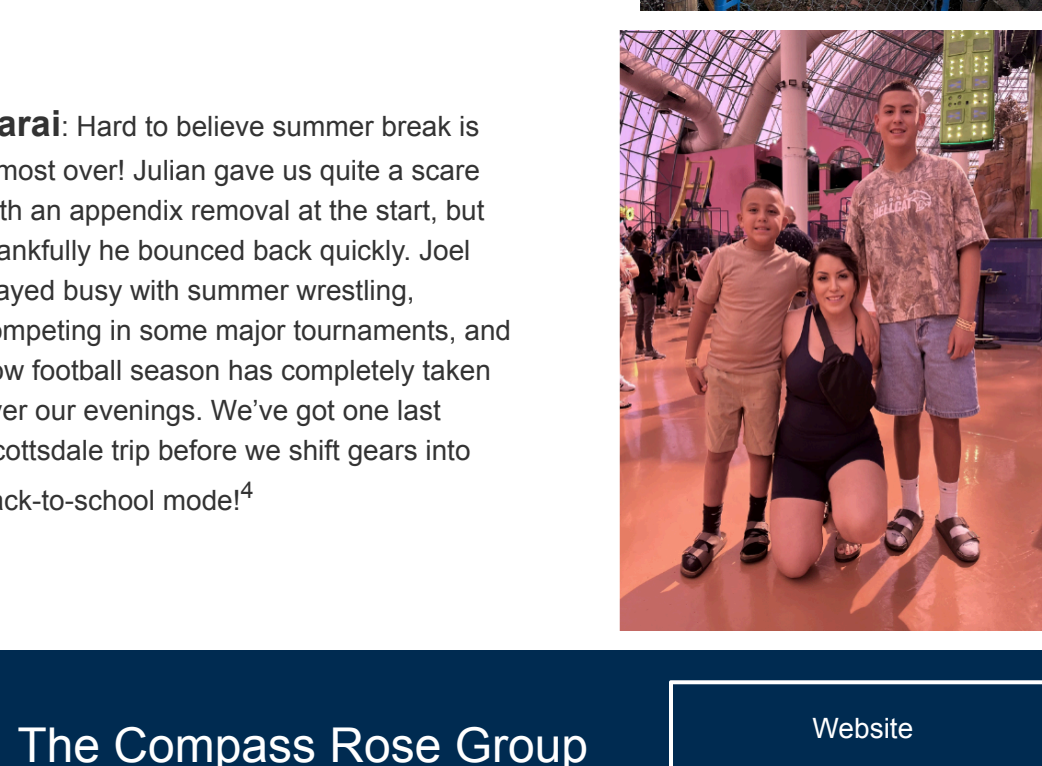 arai: Hard to believe summer break is
most over! Julian gave us quite a scare
th an appendix removal at the start, but
ankfully he bounced back quickly. Joel
ayed busy with summer wrestling,
ompeting in some major tournaments, and
ow football season has completely taken
ver our evenings. We’ve got one last
cottsdale trip before we shift gears into
ack-to-school mode!4
HELLCAT
The Compass Rose Group
Website